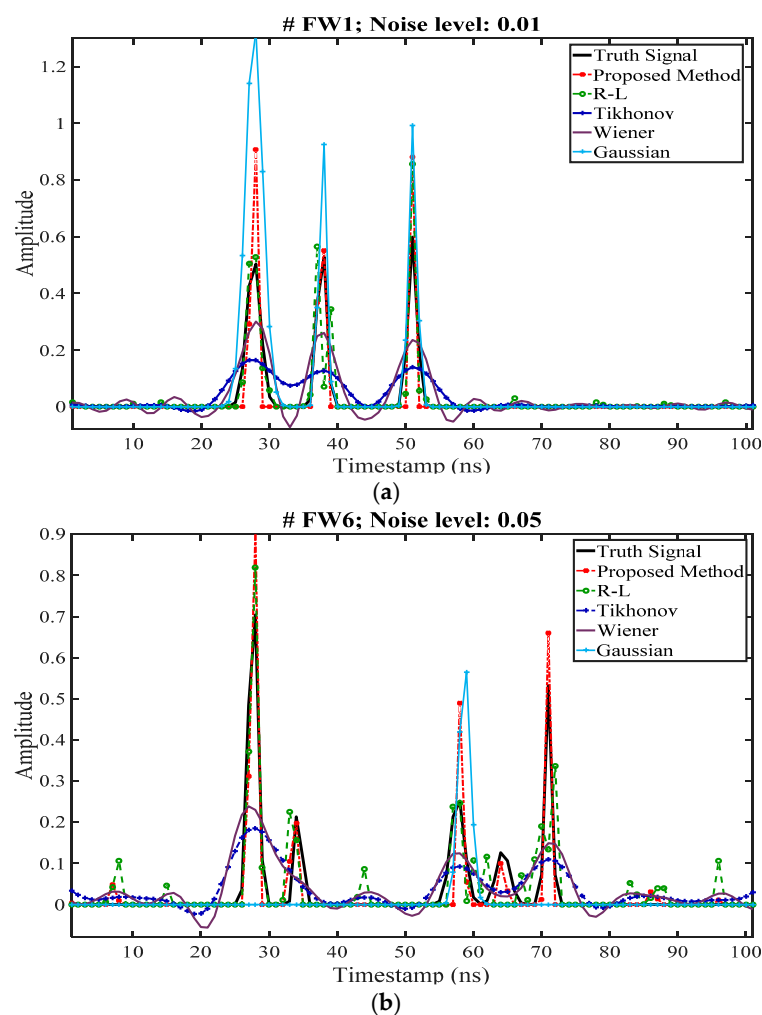 # FW1; Noise level: 0.01
Truth Signal
Proposed Method
R-L
Tikhonov
Wiener
Gaussian
Amplitude
1.2
1
0.8
0.6
0.4
0.2
0
10 20 30 40 50 60 70 80 90 100
Timestamp (ns)
(a)
# FW6; Noise level: 0.05
Truth Signal
Proposed Method
R-L
Tikhonov
Wiener
Gaussian
Amplitude
0.9
0.8
0.7
0.6
0.5
0.4
0.3
0.2
0.1
0
10 20 30 40 50 60 70 80 90 100
Timestamp (ns)
(b)